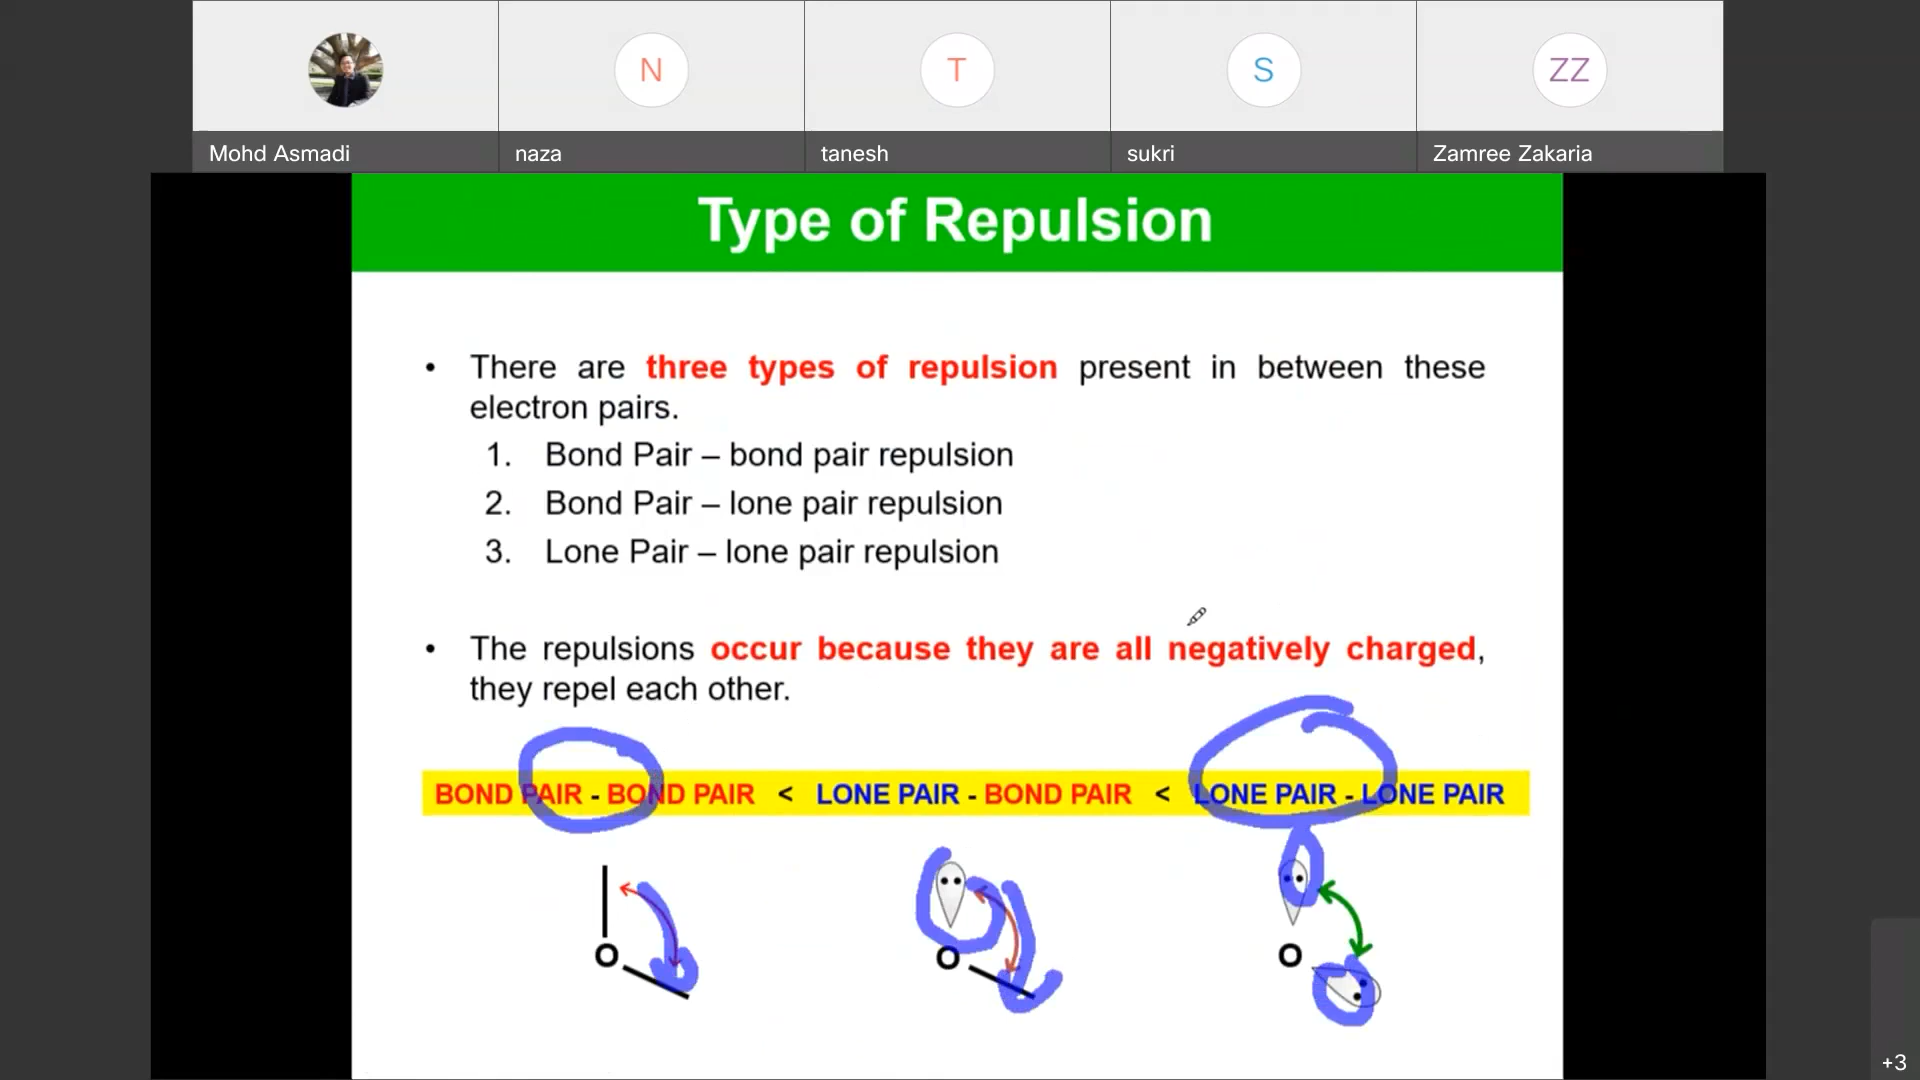 N
T
S
ZZ
Mohd Asmadi
naza
tanesh
sukri
Zamree Zakaria
Type of Repulsion
• There are three types of repulsion present in between these
electron pairs.
1. Bond Pair – bond pair repulsion
2. Bond Pair – lone pair repulsion
3. Lone Pair – lone pair repulsion
• The repulsions occur because they are all negatively charged,
they repel each other.
BOND PAIR - BOND PAIR < LONE PAIR - BOND PAIR < LONE PAIR - LONE PAIR
O
O
O
+3